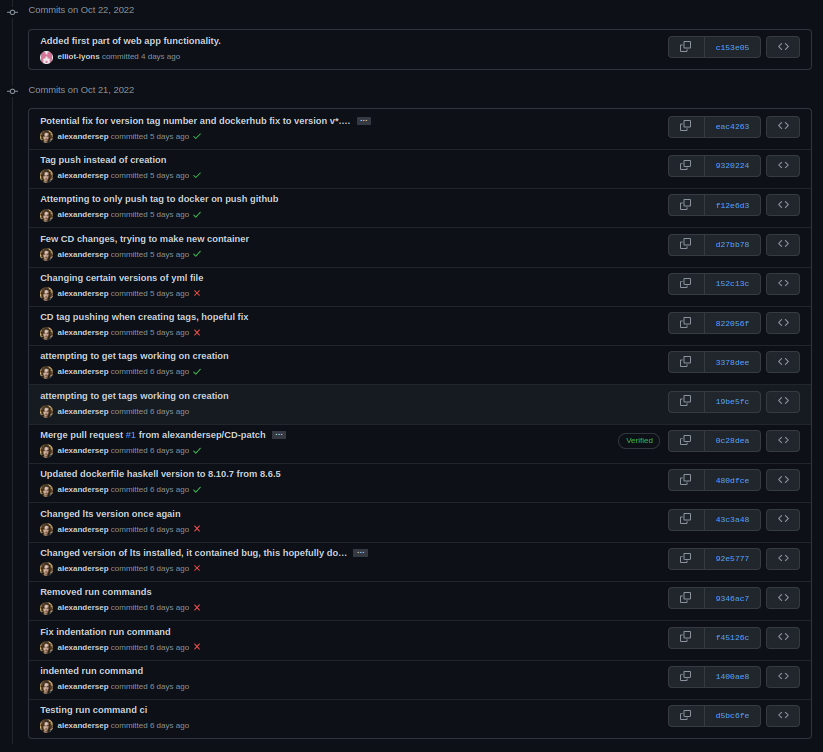 Commits on Oct 22, 2022
Added first part of web app functionality.
c153e05
elliot-lyons committed 4 days ago
Commits on Oct 21, 2022
Potential fix for version tag number and dockerhub fix to version v*.… …
eac4263
alexandersep committed 5 days ago
Tag push instead of creation
9320224
alexandersep committed 5 days ago
Attempting to only push tag to docker on push github
f12e6d3
alexandersep committed 5 days ago
Few CD changes, trying to make new container
d27bb78
alexandersep committed 5 days ago
Changing certain versions of yml file
152c13c
alexandersep committed 5 days ago
CD tag pushing when creating tags, hopeful fix
822056f
alexandersep committed 5 days ago
attempting to get tags working on creation
3378dee
alexandersep committed 6 days ago
attempting to get tags working on creation
19be5fc
alexandersep committed 6 days ago
Merge pull request #1 from alexandersep/CD-patch …
Verified
0c28dea
alexandersep committed 6 days ago
Updated dockerfile haskell version to 8.10.7 from 8.6.5
480dfce
alexandersep committed 6 days ago
Changed lts version once again
43c3a48
alexandersep committed 6 days ago
Changed version of lts installed, it contained bug, this hopefully do… …
92e5777
alexandersep committed 6 days ago
Removed run commands
9346ac7
alexandersep committed 6 days ago
Fix indentation run command
f45126c
alexandersep committed 6 days ago
indented run command
1400ae8
alexandersep committed 6 days ago
Testing run command ci
d5bc6fe
alexandersep committed 6 days ago